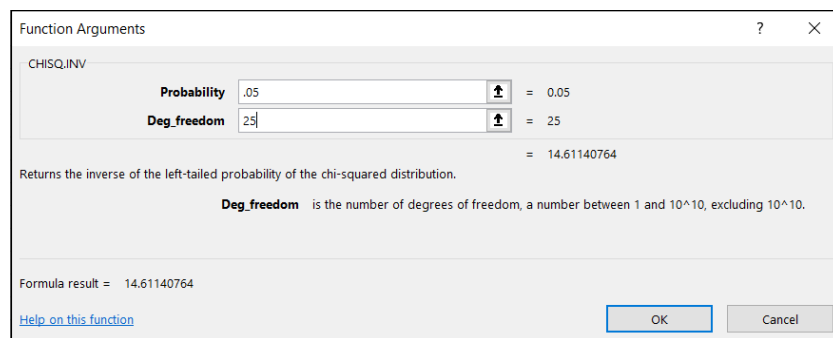 Function Arguments ?
CHISQ.INV
Probability .05 = 0.05
Deg_freedom 25 = 25
= 14.61140764
Returns the inverse of the left-tailed probability of the chi-squared distribution.
Deg_freedom is the number of degrees of freedom, a number between 1 and 10^10, excluding 10^10.
Formula result = 14.61140764
Help on this function OK Cancel